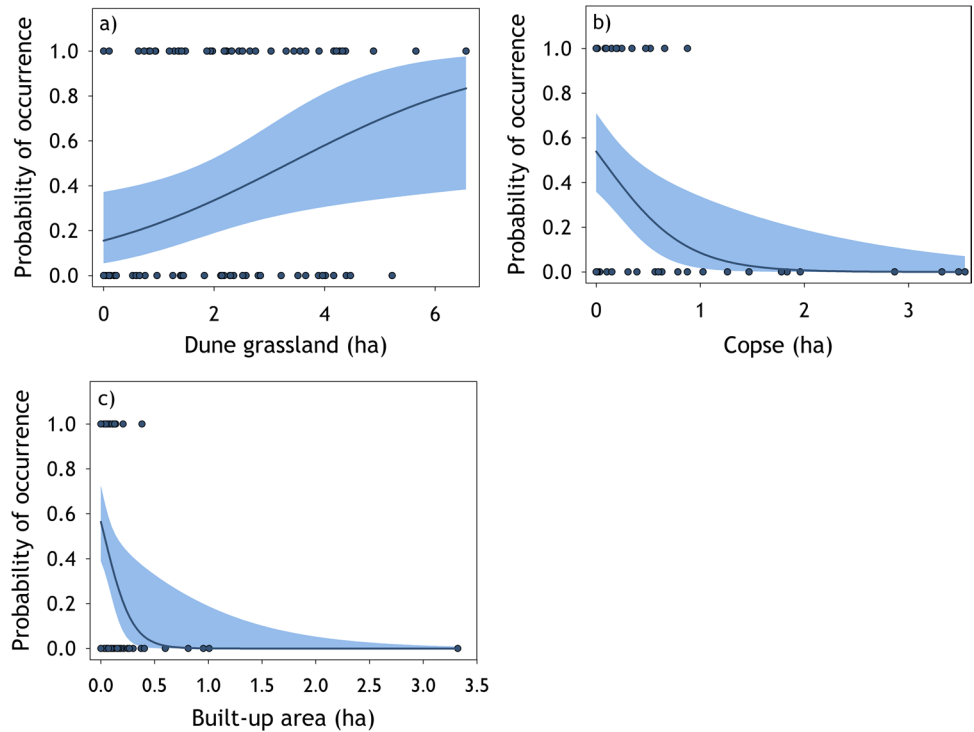 a)
Probability of occurrence
1.0
0.8
0.6
0.4
0.2
0.0
0 2 4 6
Dune grassland (ha)
b)
Probability of occurrence
1.0
0.8
0.6
0.4
0.2
0.0
0 1 2 3
Copse (ha)
c)
Probability of occurrence
1.0
0.8
0.6
0.4
0.2
0.0
0.0 0.5 1.0 1.5 2.0 2.5 3.0 3.5
Built-up area (ha)